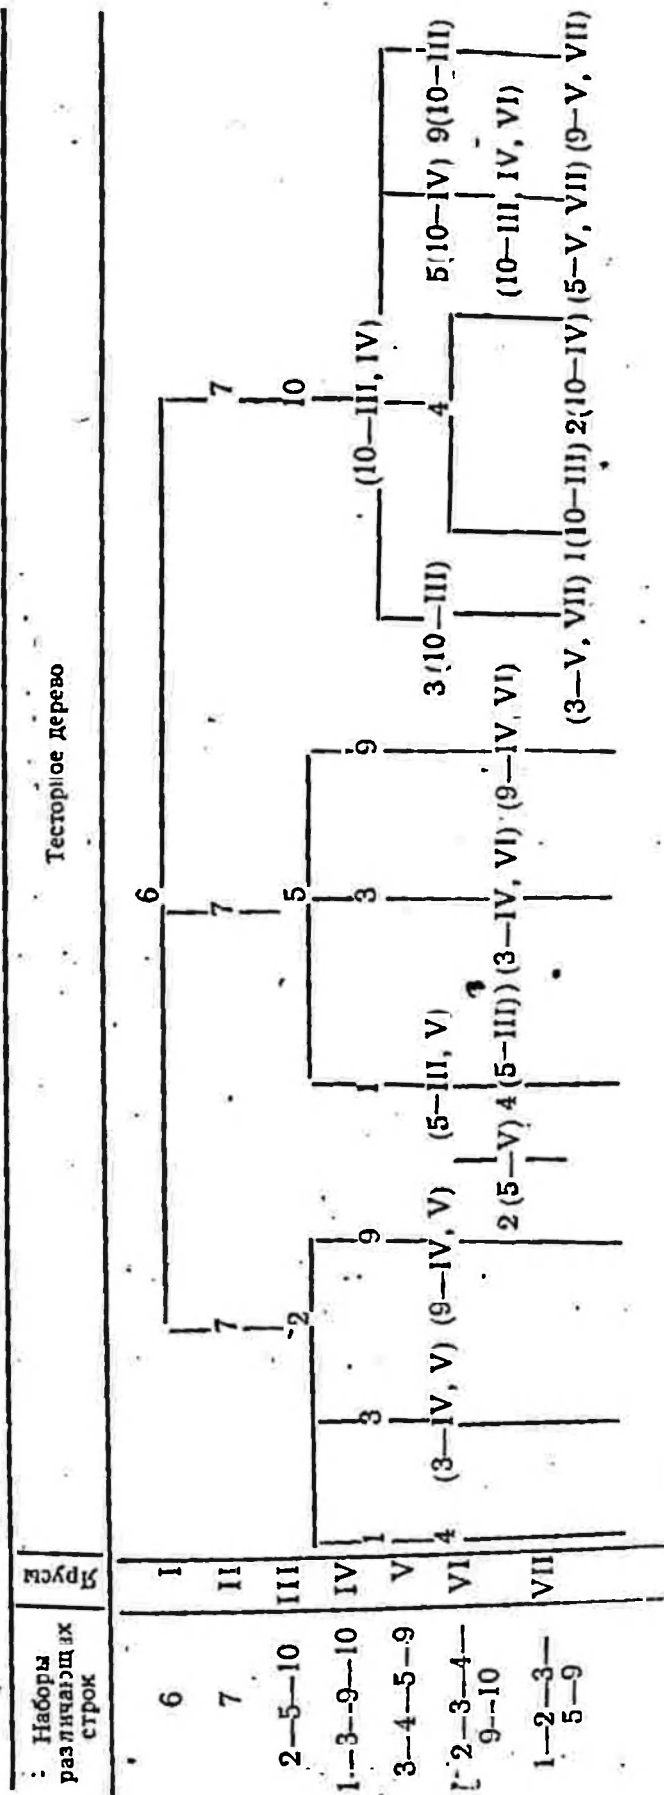 Наборы различающих строк
Ярусы
Тесторное дерево
6
I
6
7
II
7
7
7
2—5—10
III
2
5
10
1—3—9—10
IV
1
3
9
1
3
9
(10—III, IV)
3—4—5—9
V
4
(3—IV, V)
(9—IV, V)
(5—III, V)
3(10—III)
4
5(10—IV)
9(10—III)
1—2—3—4—
9—10
VI
2(5—V)
4(5—III))
(3—IV, VI)
(9—IV, VI)
(10—III, IV, VI)
1—2—3—
5—9
VII
(3—V, VII)
1(10—III)
2(10—IV)
(5—V, VII)
(9—V, VII)